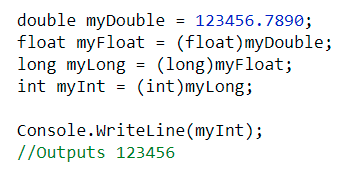 double myDouble = 123456.7890;
float myFloat = (float)myDouble;
long myLong = (long)myFloat;
int myInt = (int)myLong;

Console.WriteLine(myInt);
//Outputs 123456